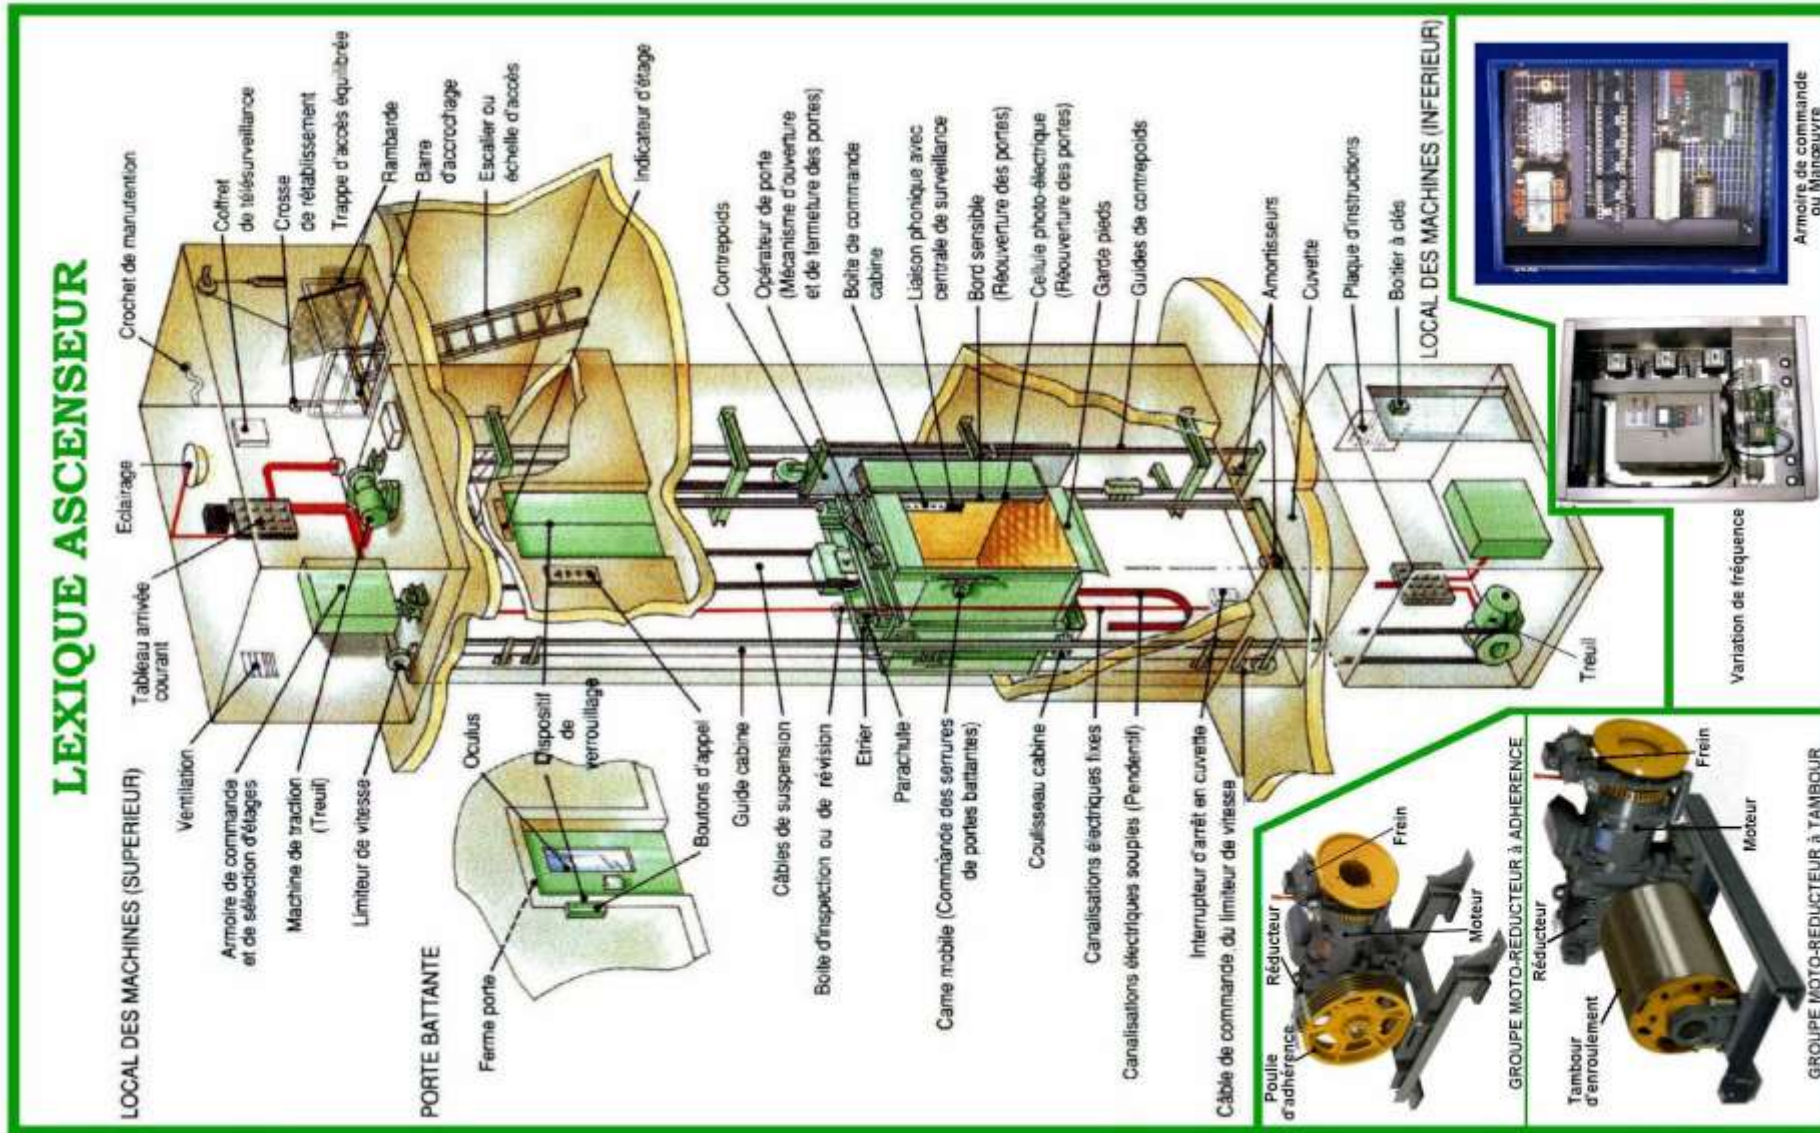 LEXIQUE ASCENSEUR
LOCAL DES MACHINES (SUPERIEUR)
Ventilation
Tableau arrivée
courant
Eclairage
Crochet de manutention
Coffret
de télésurveillance
Crosse
de rétablissement
Trappe d'accès équilibrée
Rambarde
Barre
d'accrochage
Escalier ou
échelle d'accès
Indicateur d'étage
Armoire de commande
et de sélection d'étages
Machine de traction
(Treuil)
Limiteur de vitesse
PORTE BATTANTE
Ferme porte
Oculus
Dispositif
de
verrouillage
Boutons d'appel
Guide cabine
Câbles de suspension
Boite d'inspection ou de révision
Etrier
Parachute
Came mobile (Commande des serrures
de portes battantes)
Coulisseau cabine
Canalisations électriques fixes
Canalisations électriques souples (Pendentif)
Interrupteur d'arrêt en cuvette
Câble de commande du limiteur de vitesse
Contrepoids
Opérateur de porte
(Mécanisme d'ouverture
et de fermeture des portes)
Boîte de commande
cabine
Liaison phonique avec
centrale de surveillance
Bord sensible
(Réouverture des portes)
Cellule photo-électrique
(Réouverture des portes)
Garde pieds
Guides de contrepoids
Amortisseurs
Cuvette
Plaque d'instructions
Boitier à clés
LOCAL DES MACHINES (INFERIEUR)
Treuil
Poulie
d'adhérence
Réducteur
Frein
Moteur
GROUPE MOTO-REDUCTEUR à ADHERENCE
Tambour
d'enroulement
Réducteur
Frein
Moteur
GROUPE MOTO-REDUCTEUR à TAMBOUR
Variation de fréquence
Armoire de commande
ou Manœuvre